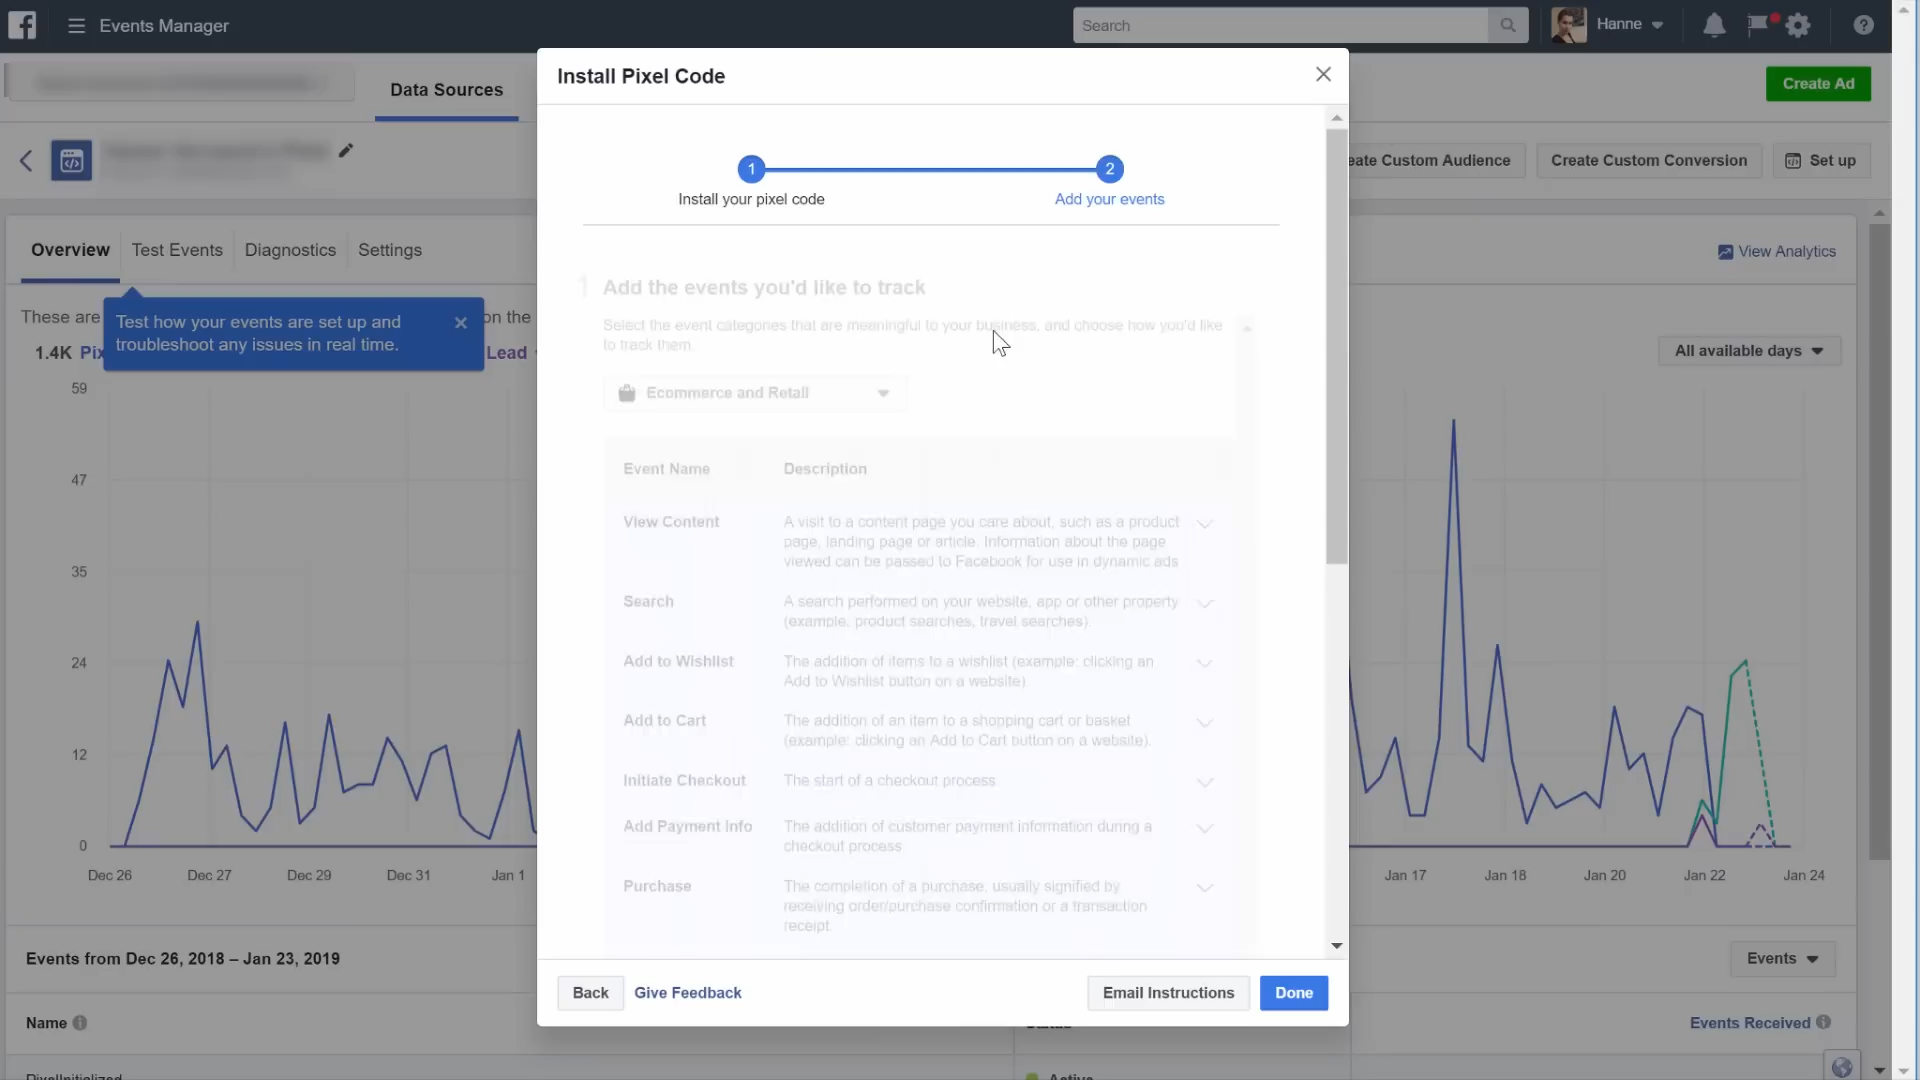 Events Manager
Search
Hanne
Data Sources
Create Ad
Install Pixel Code
eate Custom Audience
Create Custom Conversion
Set up
1
2
Install your pixel code
Add your events
Overview
Test Events
Diagnostics
Settings
View Analytics
These are
on the
Test how your events are set up and
troubleshoot any issues in real time.
1.4K Pix
Lead
All available days
1 Add the events you'd like to track
Select the event categories that are meaningful to your business, and choose how you'd like
to track them.
Ecommerce and Retail
Event Name
Description
View Content
A visit to a content page you care about, such as a product
page, landing page or article. Information about the page
viewed can be passed to Facebook for use in dynamic ads
Search
A search performed on your website, app or other property
(example: product searches, travel searches)
Add to Wishlist
The addition of items to a wishlist (example: clicking an
Add to Wishlist button on a website)
Add to Cart
The addition of an item to a shopping cart or basket
(example: clicking an Add to Cart button on a website).
Initiate Checkout
The start of a checkout process
Add Payment Info
The addition of customer payment information during a
checkout process
Purchase
The completion of a purchase, usually signified by
receiving order/purchase confirmation or a transaction
receipt.
59
47
35
24
12
0
Dec 26
Dec 27
Dec 29
Dec 31
Jan 1
Jan 17
Jan 18
Jan 20
Jan 22
Jan 24
Events from Dec 26, 2018 – Jan 23, 2019
Events
Back
Give Feedback
Email Instructions
Done
Name
Status
Events Received
PixelInitialized
Active